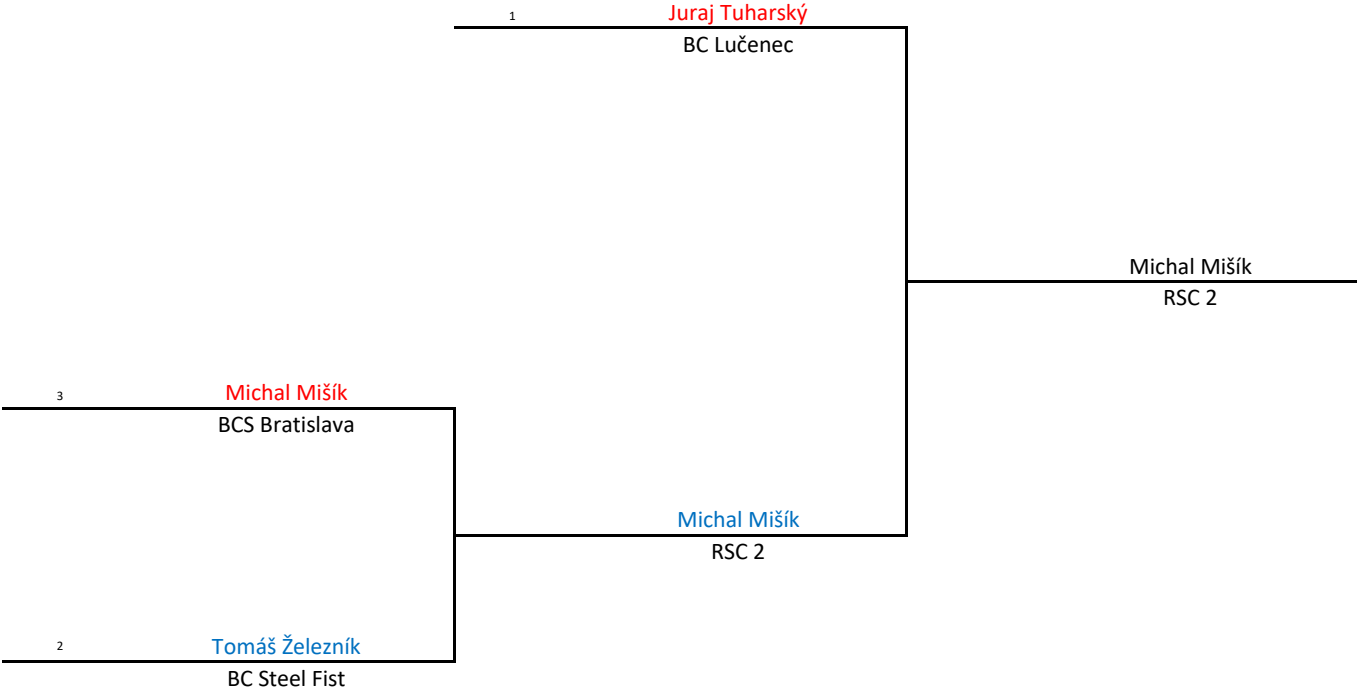 1 Juraj Tuharský
BC Lučenec
Michal Mišík
RSC 2
3 Michal Mišík
BCS Bratislava
Michal Mišík
RSC 2
2 Tomáš Železník
BC Steel Fist